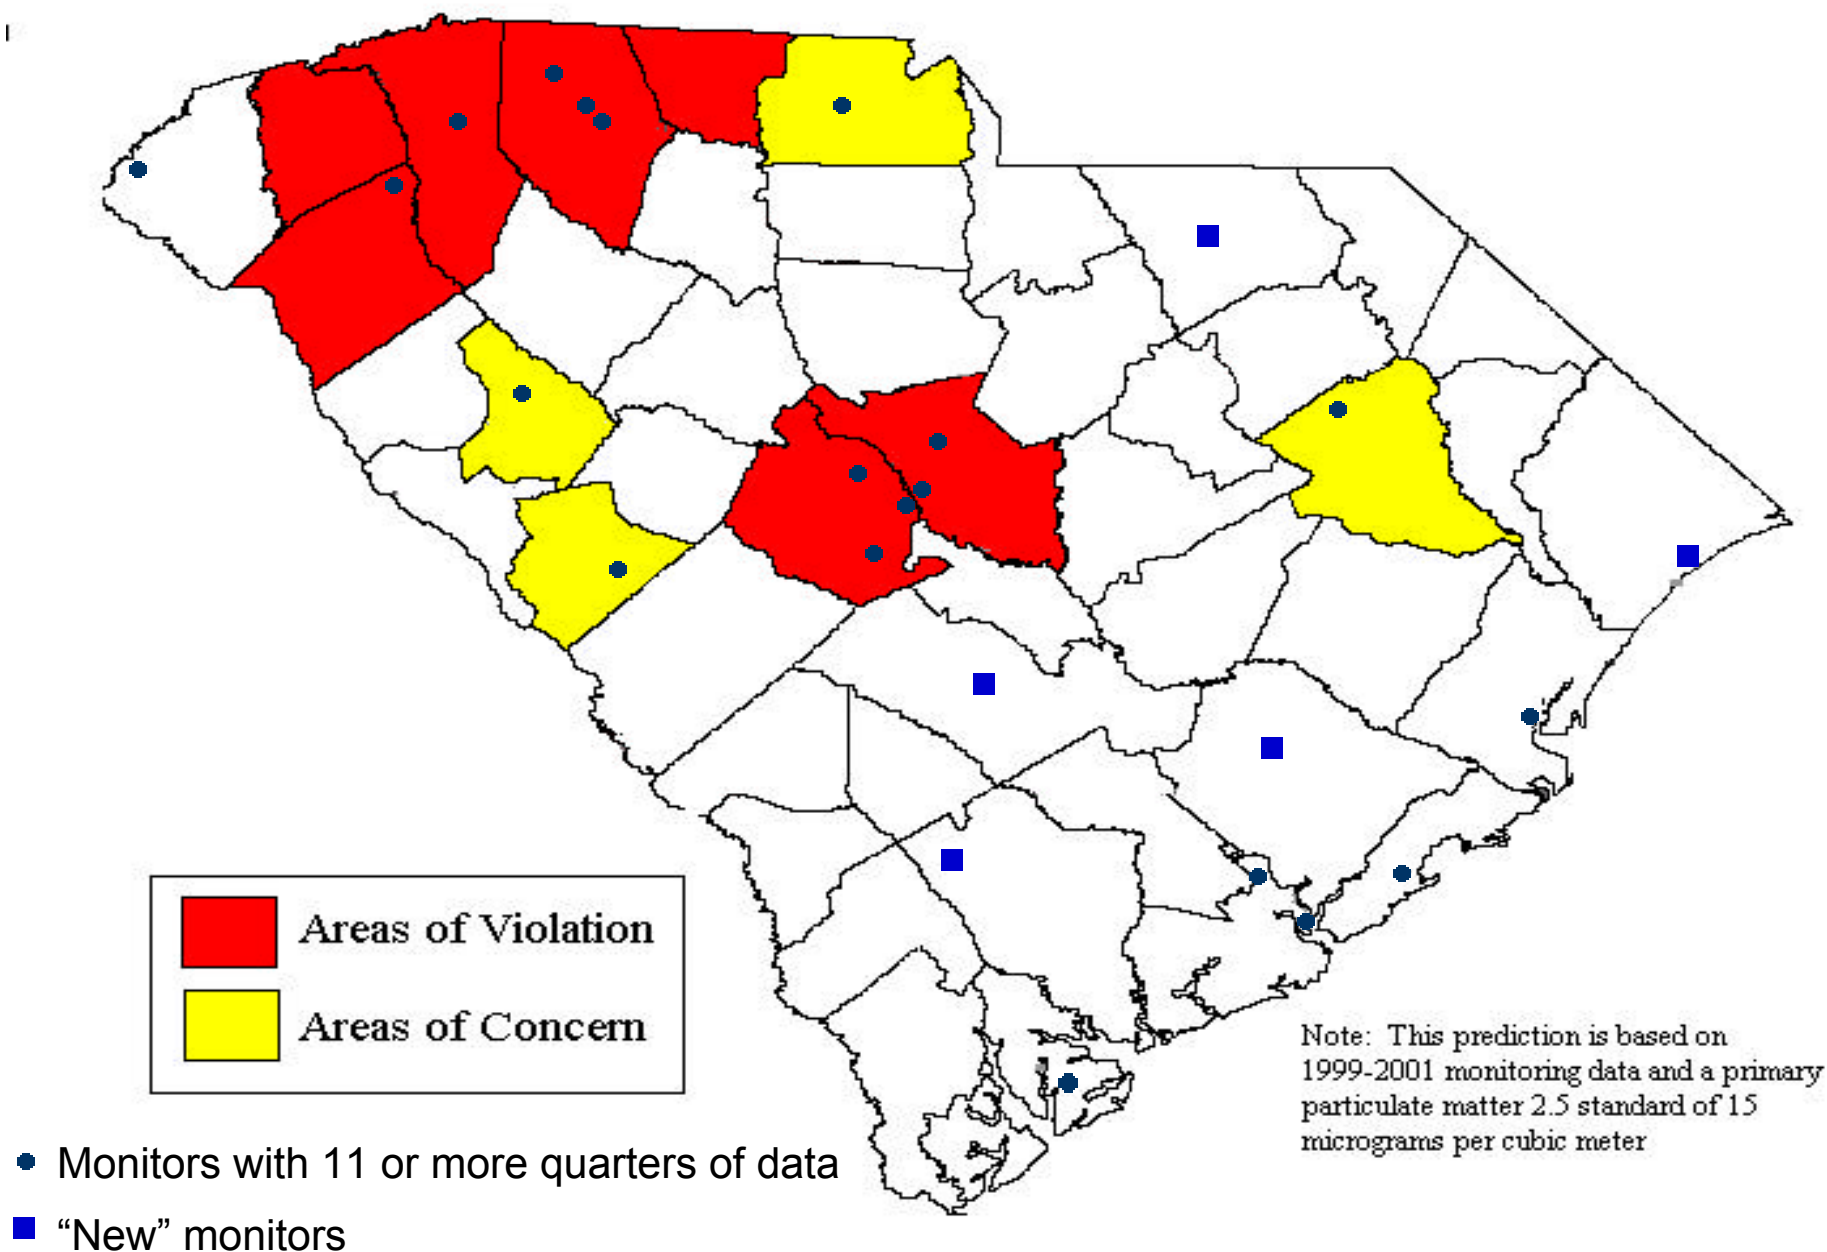 Areas of Violation
Areas of Concern
Note: This prediction is based on
1999-2001 monitoring data and a primary
particulate matter 2.5 standard of 15
micrograms per cubic meter
Monitors with 11 or more quarters of data
“New” monitors